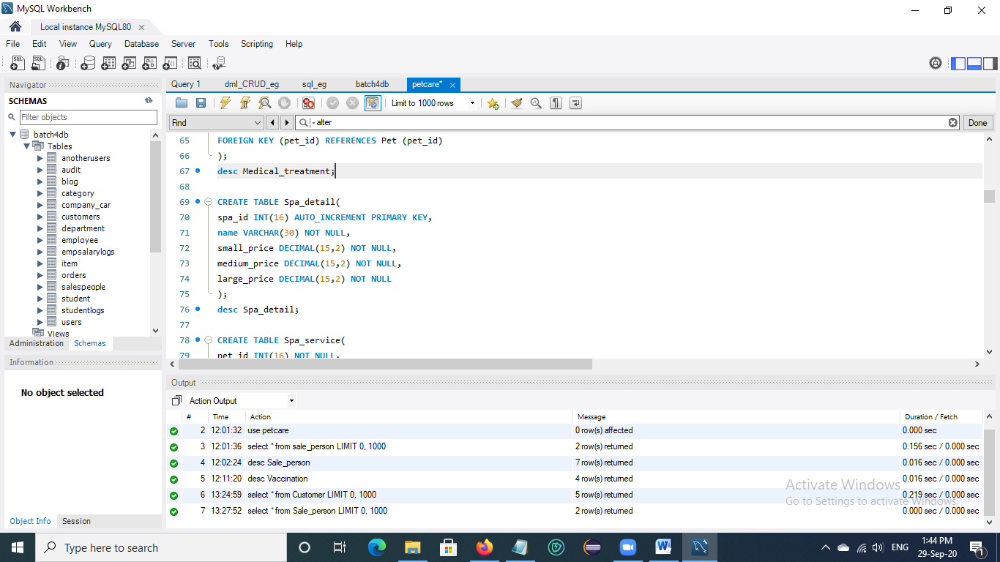 MySQL Workbench
Local instance MySQL80
File Edit View Query Database Server Tools Scripting Help
Navigator
SCHEMAS
Filter objects
batch4db
Tables
anotherusers
audit
blog
category
company_car
customers
department
employee
empsalarylogs
item
orders
salespeople
student
studentlogs
users
Views
Administration Schemas
Information
No object selected
Object Info Session
Query 1 dml_CRUD_eg sql_eg batch4db petcare*
Limit to 1000 rows
Find alter Done
65 FOREIGN KEY (pet_id) REFERENCES Pet (pet_id)
66 );
67 desc Medical_treatment;
68
69 CREATE TABLE Spa_detail(
70 spa_id INT(16) AUTO_INCREMENT PRIMARY KEY,
71 name VARCHAR(30) NOT NULL,
72 small_price DECIMAL(15,2) NOT NULL,
73 medium_price DECIMAL(15,2) NOT NULL,
74 large_price DECIMAL(15,2) NOT NULL
75 );
76 desc Spa_detail;
77
78 CREATE TABLE Spa_service(
79 pet_id INT(16) NOT NULL,
Output
Action Output
# Time Action Message Duration / Fetch
2 12:01:32 use petcare 0 row(s) affected 0.000 sec
3 12:01:36 select * from sale_person LIMIT 0, 1000 2 row(s) returned 0.156 sec / 0.000 sec
4 12:02:24 desc Sale_person 7 row(s) returned 0.016 sec / 0.000 sec
5 12:11:20 desc Vaccination 4 row(s) returned 0.016 sec / 0.000 sec
6 13:24:59 select * from Customer LIMIT 0, 1000 5 row(s) returned 0.219 sec / 0.000 sec
7 13:27:52 select * from Sale_person LIMIT 0, 1000 2 row(s) returned 0.000 sec / 0.000 sec
Activate Windows
Go to Settings to activate Windows.
Type here to search
ENG
1:44 PM
29-Sep-20
1